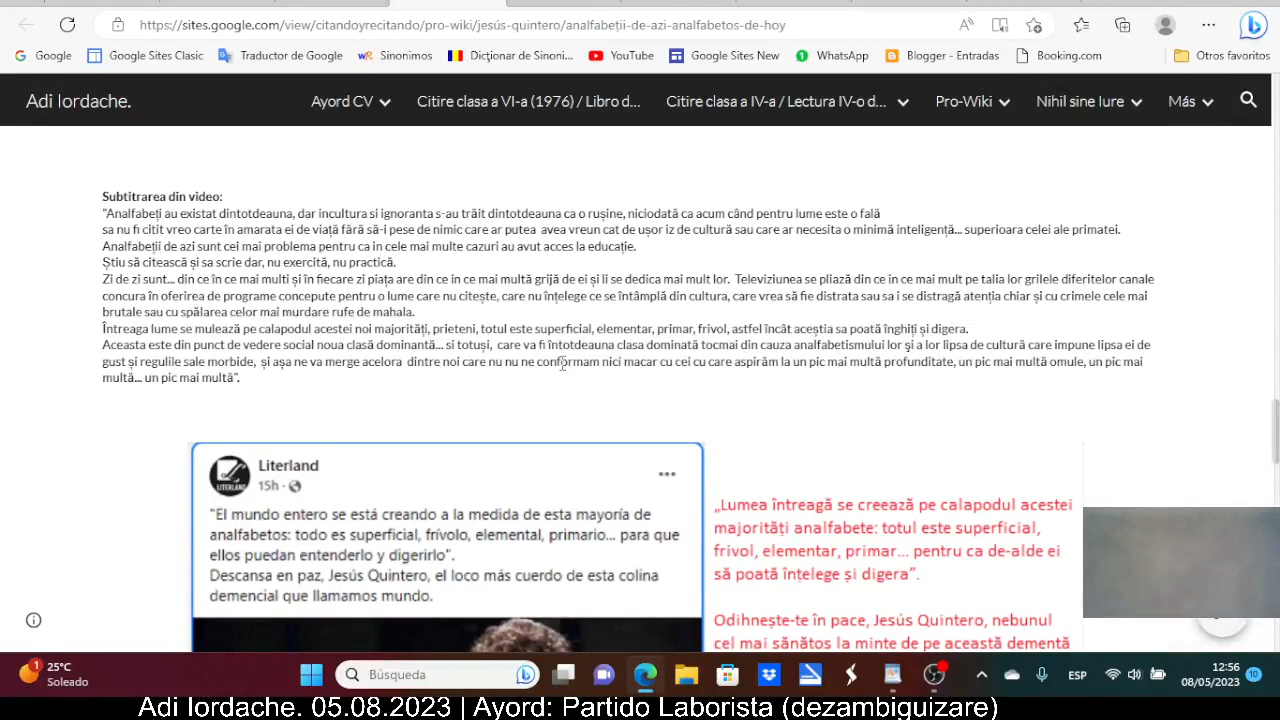 https://sites.google.com/view/citandoyrecitando/pro-wiki/jesús-quintero/analfabeții-de-azi-analfabetos-de-hoy
Google Google Sites Clasic Traductor de Google Sinonimos Dicționar de Sinoni... YouTube Google Sites New WhatsApp Blogger - Entradas Booking.com Otros favoritos
Adi Iordache. Ayord CV Citire clasa a VI-a (1976) / Libro d... Citire clasa a IV-a / Lectura IV-o d... Pro-Wiki Nihil sine Iure Más
Subtitrarea din video:
"Analfabeți au existat dintotdeauna, dar incultura si ignoranta s-au trăit dintotdeauna ca o rușine, niciodată ca acum când pentru lume este o fală
sa nu fi citit vreo carte în amarata ei de viață fără să-i pese de nimic care ar putea avea vreun cat de ușor iz de cultură sau care ar necesita o minimă inteligență... superioara celei ale primatei.
Analfabeții de azi sunt cei mai problema pentru ca in cele mai multe cazuri au avut acces la educație.
Știu să citească și sa scrie dar, nu exercită, nu practică.
Zi de zi sunt... din ce în ce mai multi și în fiecare zi piața are din ce in ce mai multă grijă de ei și li se dedica mai mult lor. Televiziunea se pliază din ce in ce mai mult pe talia lor grilele diferitelor canale
concura în oferirea de programe concepute pentru o lume care nu citește, care nu înțelege ce se întâmplă din cultura, care vrea să fie distrata sau sa i se distragă atenția chiar și cu crimele cele mai
brutale sau cu spălarea celor mai murdare rufe de mahala.
Întreaga lume se mulează pe calapodul acestei noi majorități, prieteni, totul este superficial, elementar, primar, frivol, astfel încât aceștia sa poată înghiți și digera.
Aceasta este din punct de vedere social noua clasă dominantă... si totuși, care va fi întotdeauna clasa dominată tocmai din cauza analfabetismului lor și a lor lipsa de cultură care impune lipsa ei de
gust și regulile sale morbide, și așa ne va merge acelora dintre noi care nu nu ne conformam nici macar cu cei cu care aspirăm la un pic mai multă profunditate, un pic mai multă omule, un pic mai
multă... un pic mai multă".
Literland
15h
"El mundo entero se está creando a la medida de esta mayoría de
analfabetos: todo es superficial, frívolo, elemental, primario... para que
ellos puedan entenderlo y digerirlo".
Descansa en paz, Jesús Quintero, el loco más cuerdo de esta colina
demencial que llamamos mundo.
LITERLAND
„Lumea întreagă se creează pe calapodul acestei
majorități analfabete: totul este superficial,
frivol, elementar, primar... pentru ca de-alde ei
să poată înțelege și digera”.
Odihnește-te în pace, Jesús Quintero, nebunul
cel mai sănătos la minte de pe această dementă
1 25°C
Soleado
Búsqueda
ESP
12:56
08/05/2023 10
Adi Iordache. 05.08.2023 | Ayord: Partido Laborista (dezambiguizare)